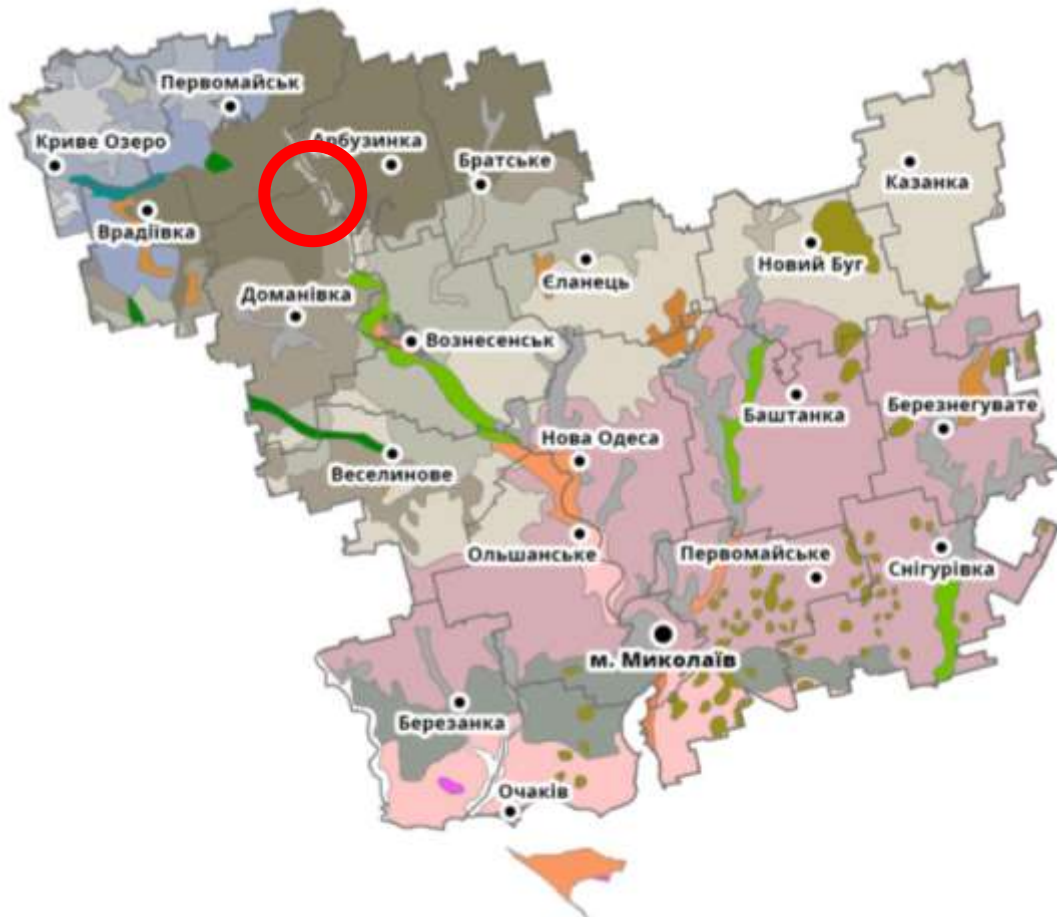 Первомайськ
Криве Озеро
Арбузинка
Братське
Казанка
Врадіївка
Новий Буг
Єланець
Доманівка
Вознесенськ
Баштанка
Березнегувате
Нова Одеса
Веселинове
Ольшанське
Первомайське
Снігурівка
м. Миколаїв
Березанка
Очаків